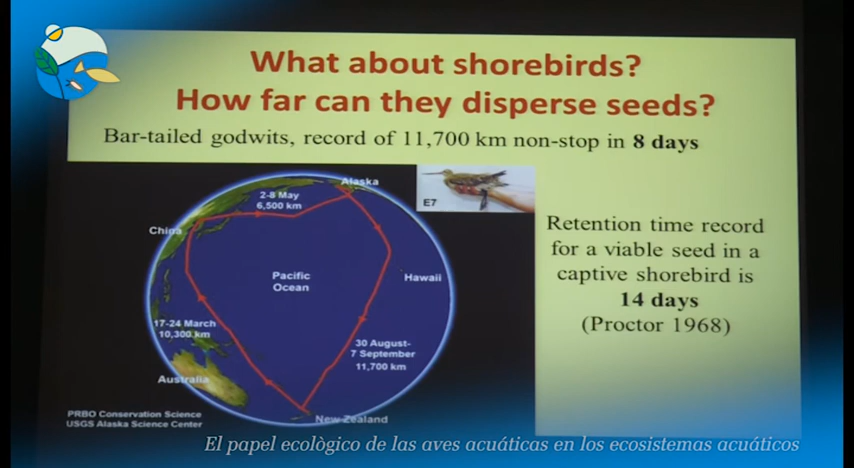 What about shorebirds?
How far can they disperse seeds?
Bar-tailed godwits, record of 11,700 km non-stop in 8 days
Alaska
2-8 May
6,500 km
E7
China
Pacific
Ocean
Hawaii
17-24 March
10,300 km
30 August-
7 September
11,700 km
Australia
New Zealand
PRBO Conservation Science
USGS Alaska Science Center
Retention time record
for a viable seed in a
captive shorebird is
14 days
(Proctor 1968)
El papel ecològico de las aves acuáticas en los ecosistemas acuáticos